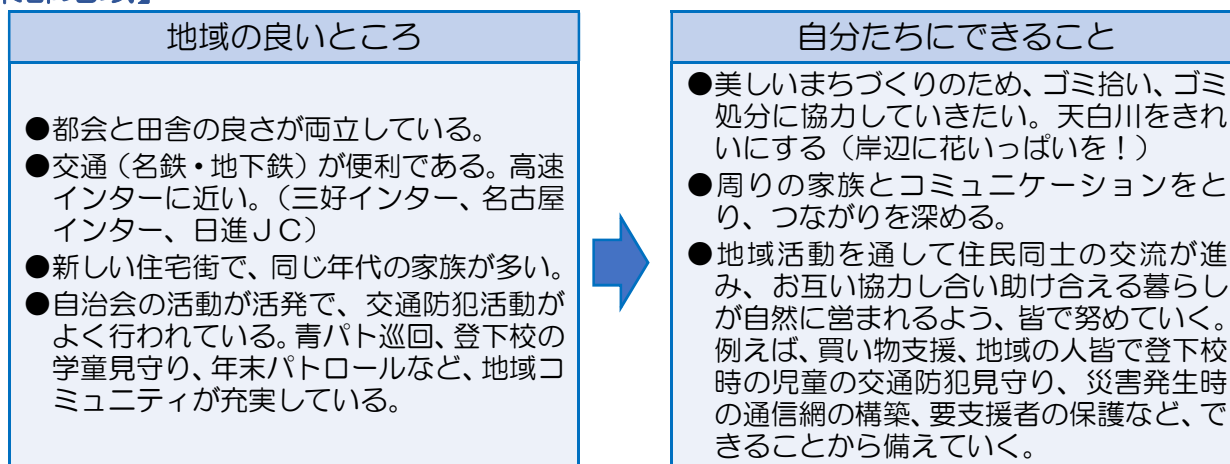 地域の良いところ
●都会と田舎の良さが両立している。
●交通（名鉄・地下鉄）が便利である。高速
インターに近い。（三好インター、名古屋
インター、日進ＪＣ）
●新しい住宅街で、同じ年代の家族が多い。
●自治会の活動が活発で、交通防犯活動が
よく行われている。青パト巡回、登下校の
学童見守り、年末パトロールなど、地域コ
ミュニティが充実している。
自分たちにできること
●美しいまちづくりのため、ゴミ拾い、ゴミ
処分に協力していきたい。天白川をきれ
いにする（岸辺に花いっぱいを！）
●周りの家族とコミュニケーションをと
り、つながりを深める。
●地域活動を通して住民同士の交流が進
み、お互い協力し合い助け合える暮らし
が自然に営まれるよう、皆で努めていく。
例えば、買い物支援、地域の人皆で登下校
時の児童の交通防犯見守り、災害発生時
の通信網の構築、要支援者の保護など、で
きることから備えていく。